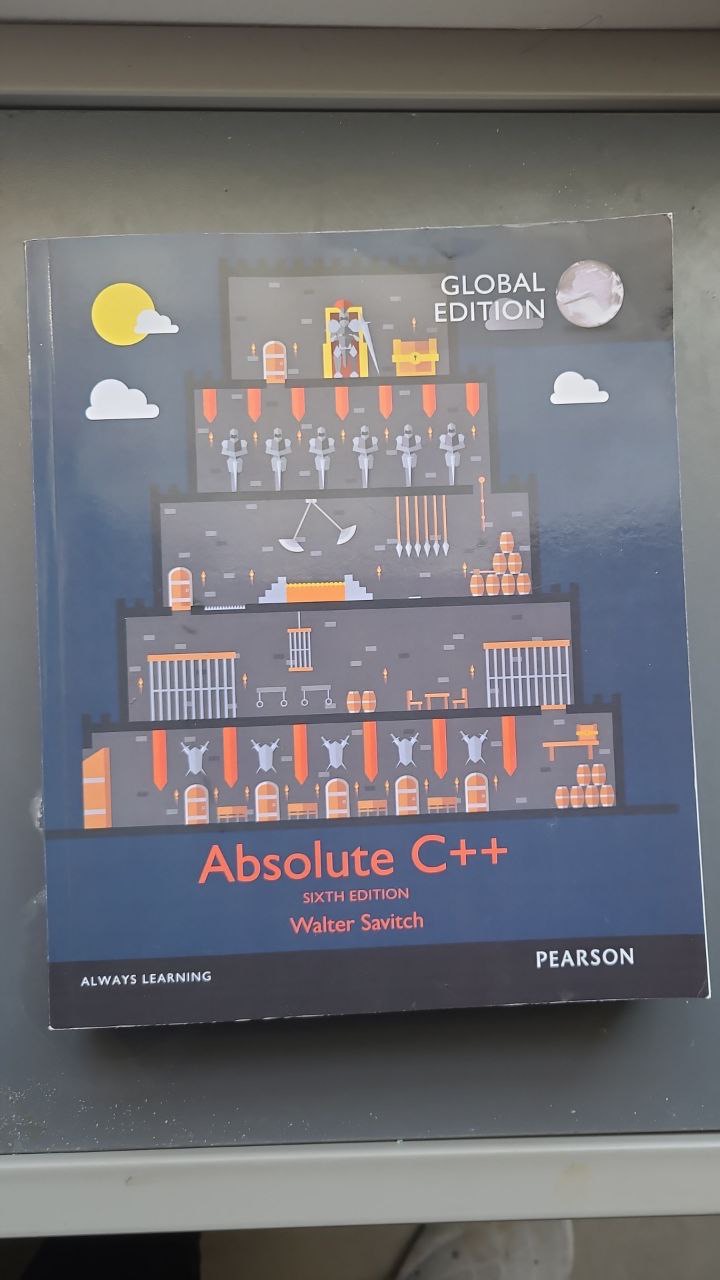 GLOBAL
EDITION
Absolute C++
SIXTH EDITION
Walter Savitch
ALWAYS LEARNING
PEARSON